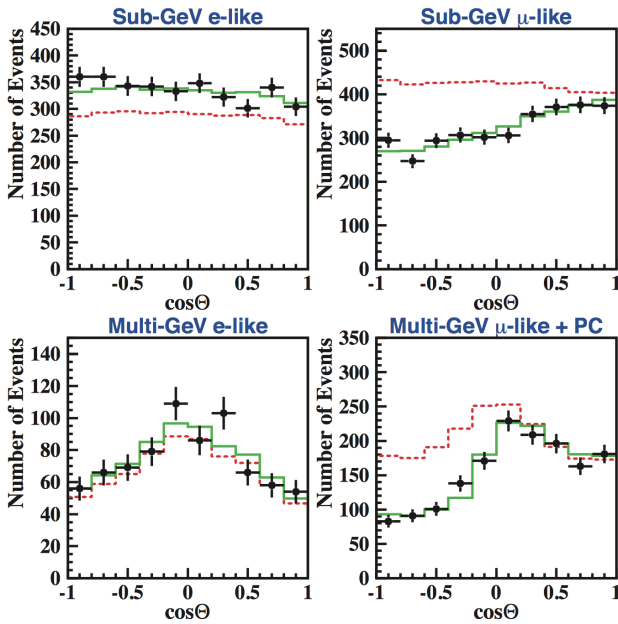 Sub-GeV e-like
Number of Events
450
400
350
300
250
200
150
100
50
0
-1 -0.5 0 0.5 1
cosΘ
Sub-GeV μ-like
Number of Events
500
400
300
200
100
0
-1 -0.5 0 0.5 1
cosΘ
Multi-GeV e-like
Number of Events
140
120
100
80
60
40
20
0
-1 -0.5 0 0.5 1
cosΘ
Multi-GeV μ-like + PC
Number of Events
350
300
250
200
150
100
50
0
-1 -0.5 0 0.5 1
cosΘ